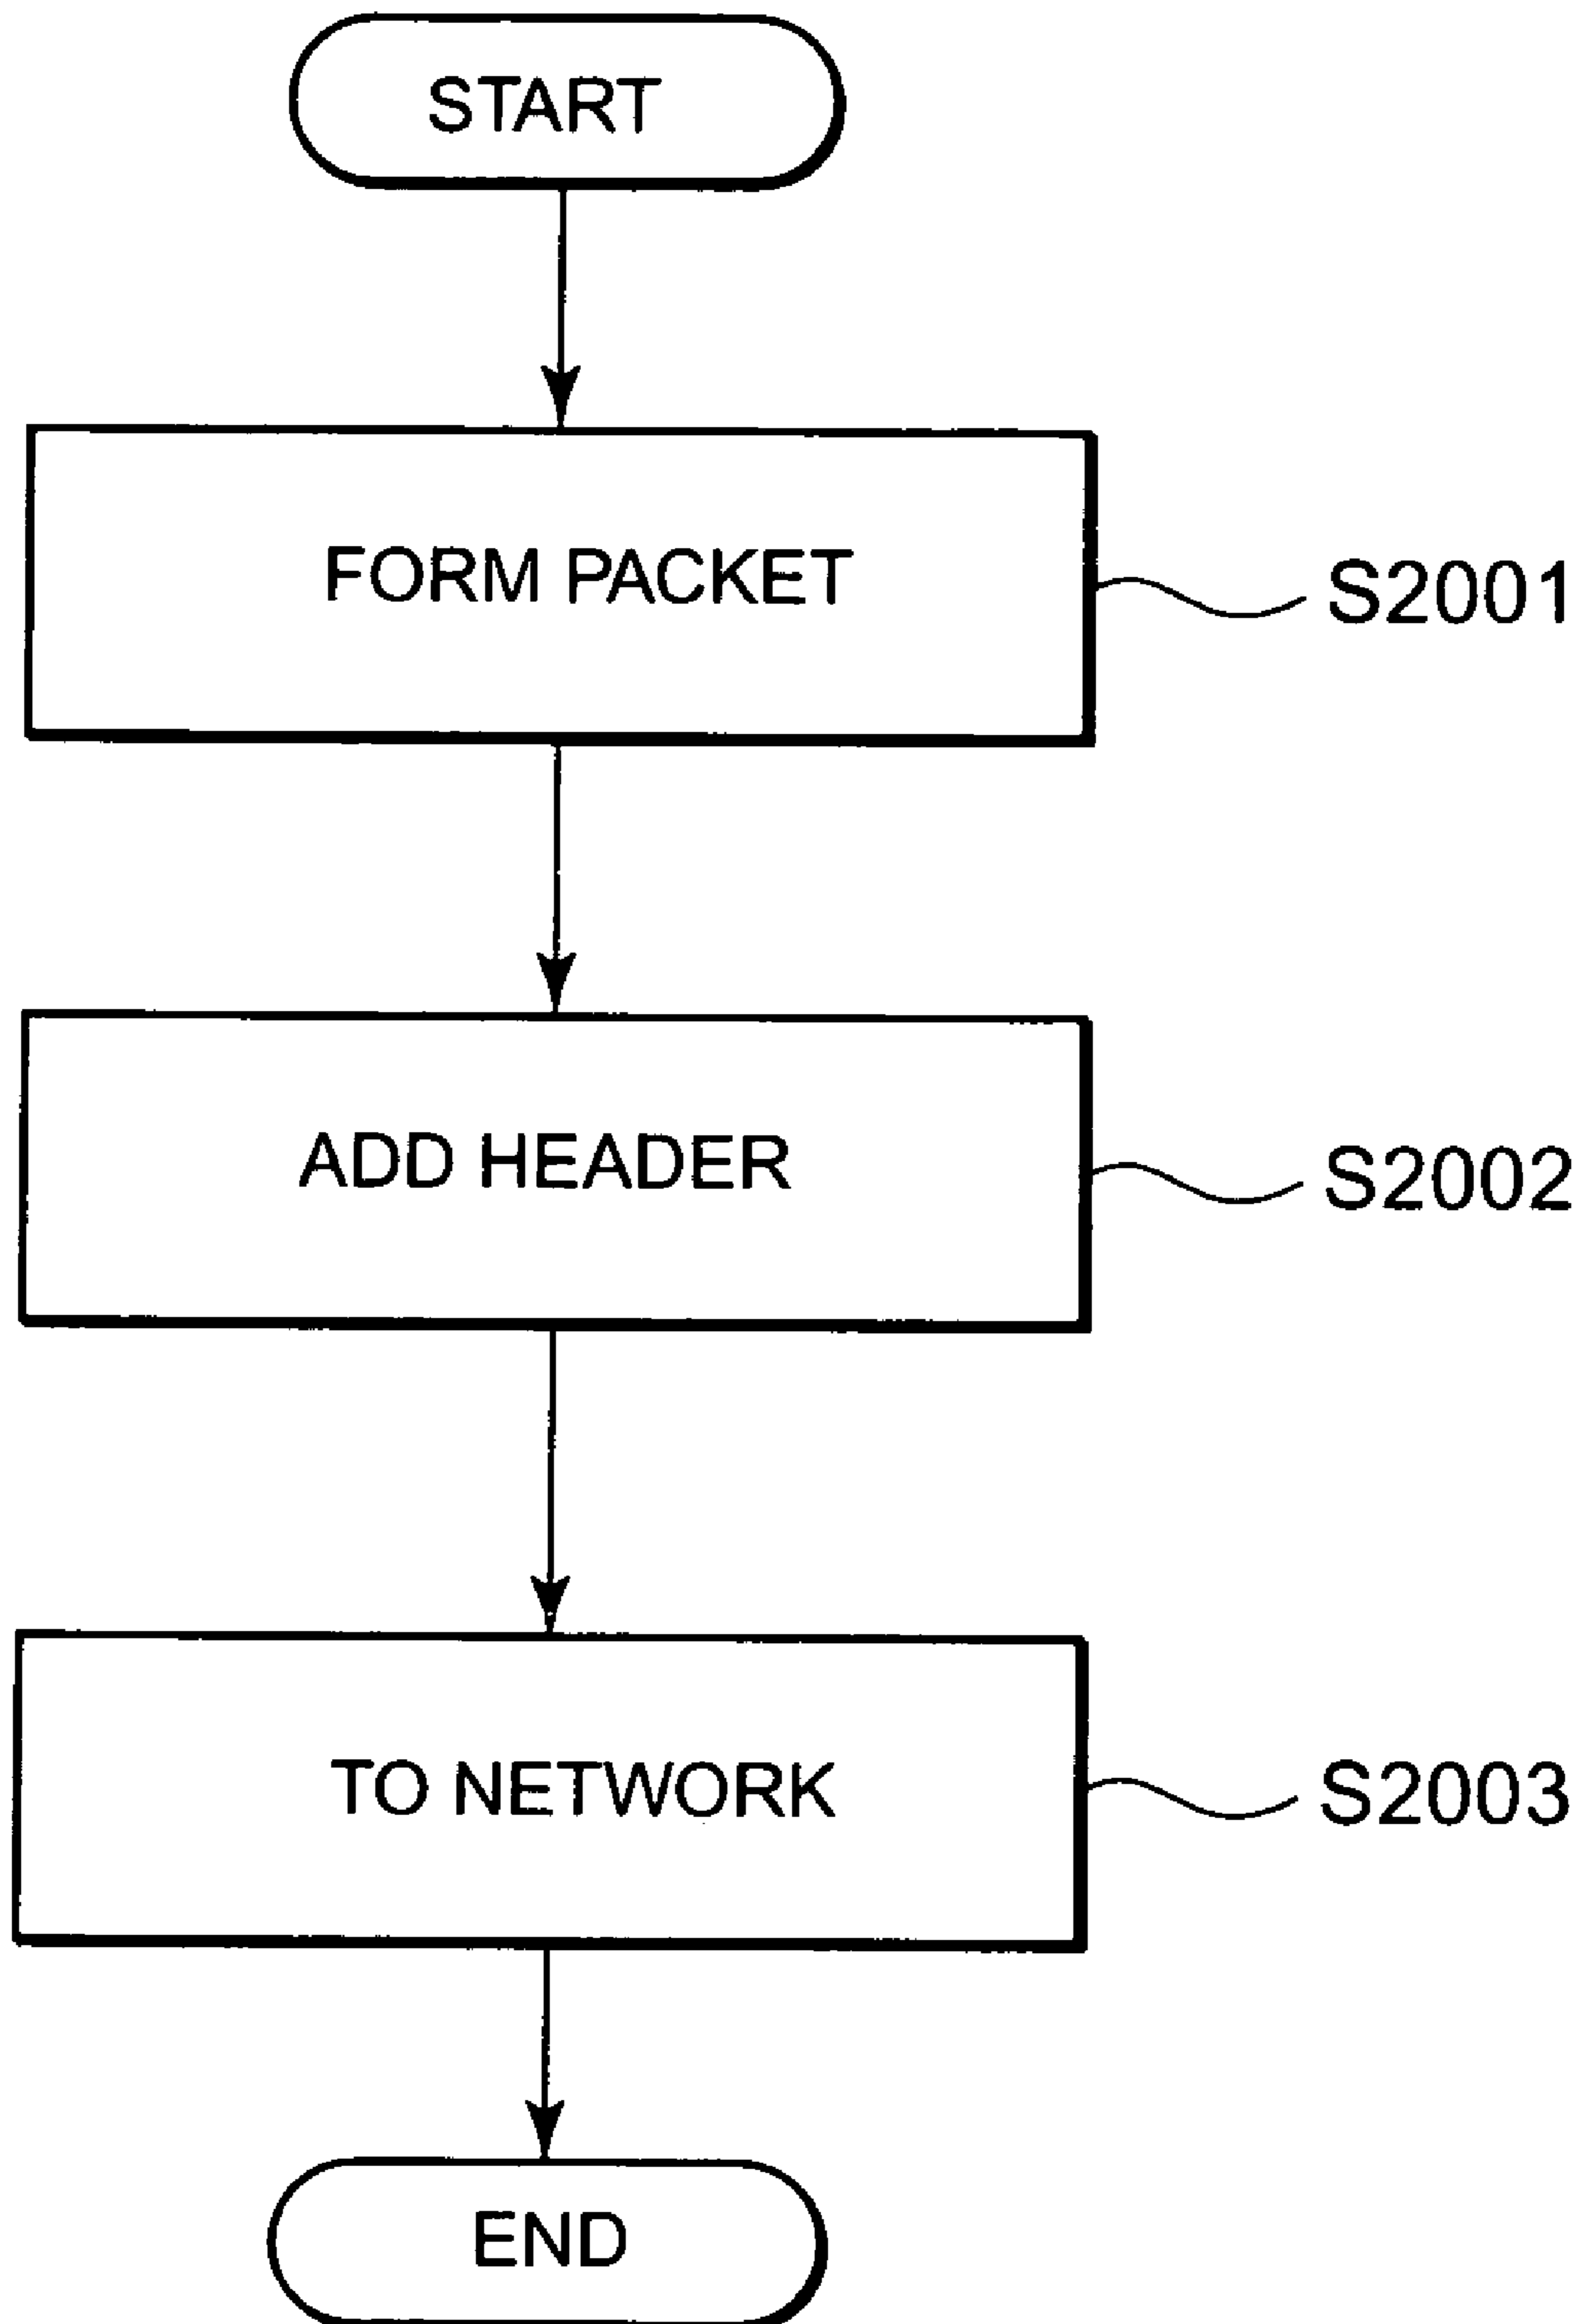 START
FORM PACKET
S2001
ADD HEADER
S2002
TO NETWORK
S2003
END